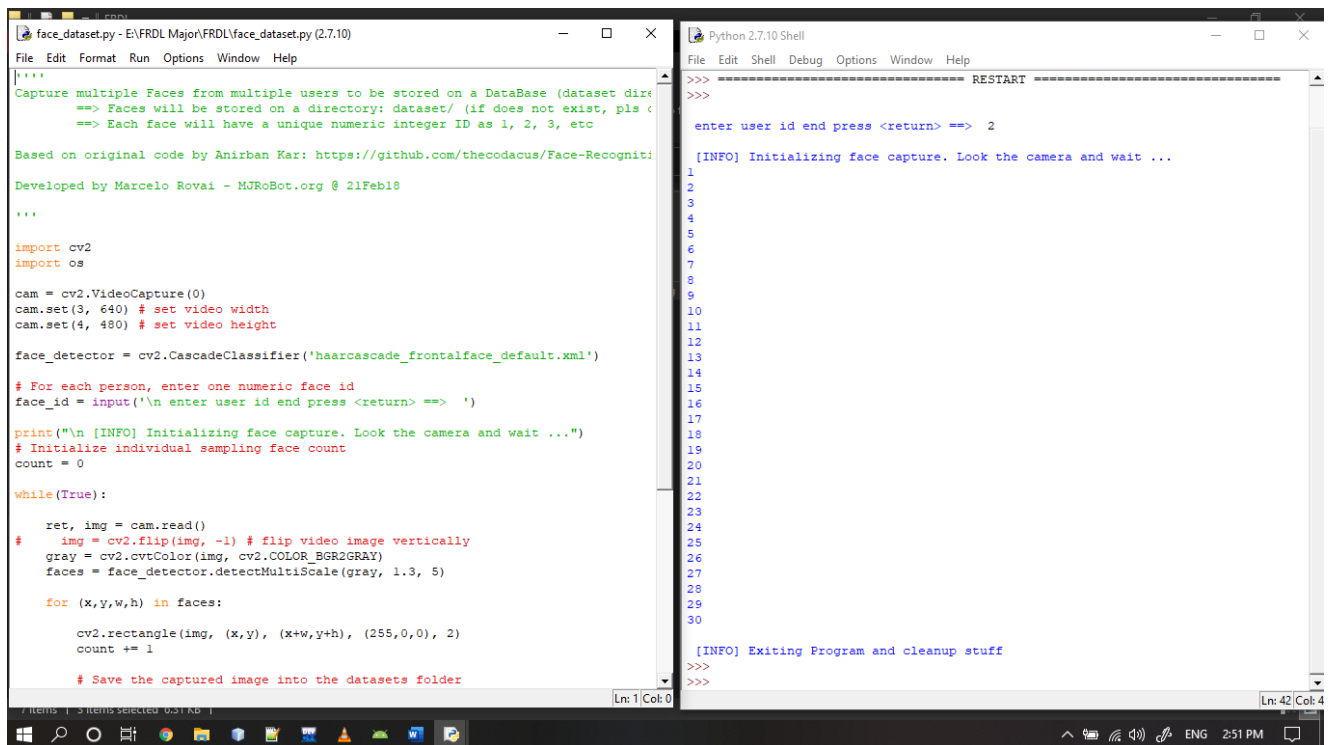 face_dataset.py - E:\FRDL Major\FRDL\face_dataset.py (2.7.10)
File Edit Format Run Options Window Help
''''
Capture multiple Faces from multiple users to be stored on a DataBase (dataset dire
==> Faces will be stored on a directory: dataset/ (if does not exist, pls c
==> Each face will have a unique numeric integer ID as 1, 2, 3, etc
Based on original code by Anirban Kar: https://github.com/thecodacus/Face-Recogniti
Developed by Marcelo Rovai - MJRoBot.org @ 21Feb18
'''
import cv2
import os
cam = cv2.VideoCapture(0)
cam.set(3, 640) # set video width
cam.set(4, 480) # set video height
face_detector = cv2.CascadeClassifier('haarcascade_frontalface_default.xml')
# For each person, enter one numeric face id
face_id = input('\n enter user id end press <return> ==>  ')
print("\n [INFO] Initializing face capture. Look the camera and wait ...")
# Initialize individual sampling face count
count = 0
while(True):
ret, img = cam.read()
#     img = cv2.flip(img, -1) # flip video image vertically
gray = cv2.cvtColor(img, cv2.COLOR_BGR2GRAY)
faces = face_detector.detectMultiScale(gray, 1.3, 5)
for (x,y,w,h) in faces:
cv2.rectangle(img, (x,y), (x+w,y+h), (255,0,0), 2)
count += 1
# Save the captured image into the datasets folder
Ln: 1 Col: 0
Python 2.7.10 Shell
File Edit Shell Debug Options Window Help
>>> ================================ RESTART ================================
>>>
enter user id end press <return> ==>  2
[INFO] Initializing face capture. Look the camera and wait ...
1
2
3
4
5
6
7
8
9
10
11
12
13
14
15
16
17
18
19
20
21
22
23
24
25
26
27
28
29
30
[INFO] Exiting Program and cleanup stuff
>>>
>>>
Ln: 42 Col: 4
ENG 2:51 PM